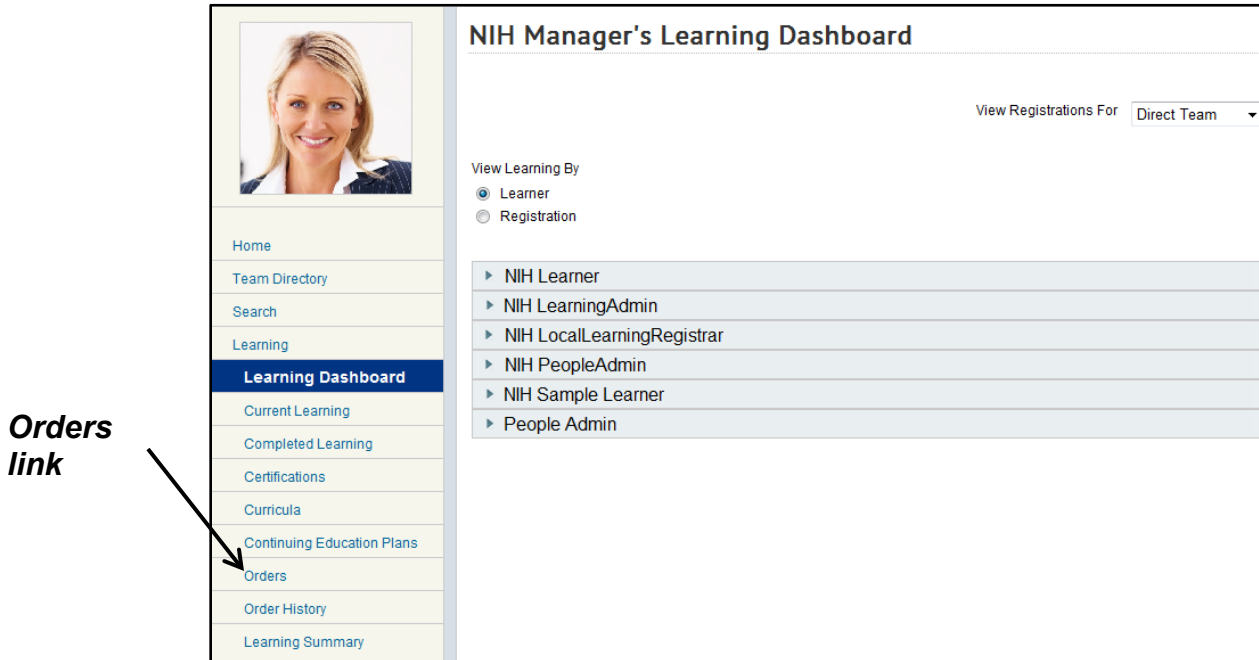 NIH Manager's Learning Dashboard
View Registrations For Direct Team
View Learning By
Learner
Registration
Home
Team Directory
Search
Learning
Learning Dashboard
Current Learning
Completed Learning
Certifications
Curricula
Continuing Education Plans
Orders
Order History
Learning Summary
NIH Learner
NIH LearningAdmin
NIH LocalLearningRegistrar
NIH PeopleAdmin
NIH Sample Learner
People Admin
Orders
link